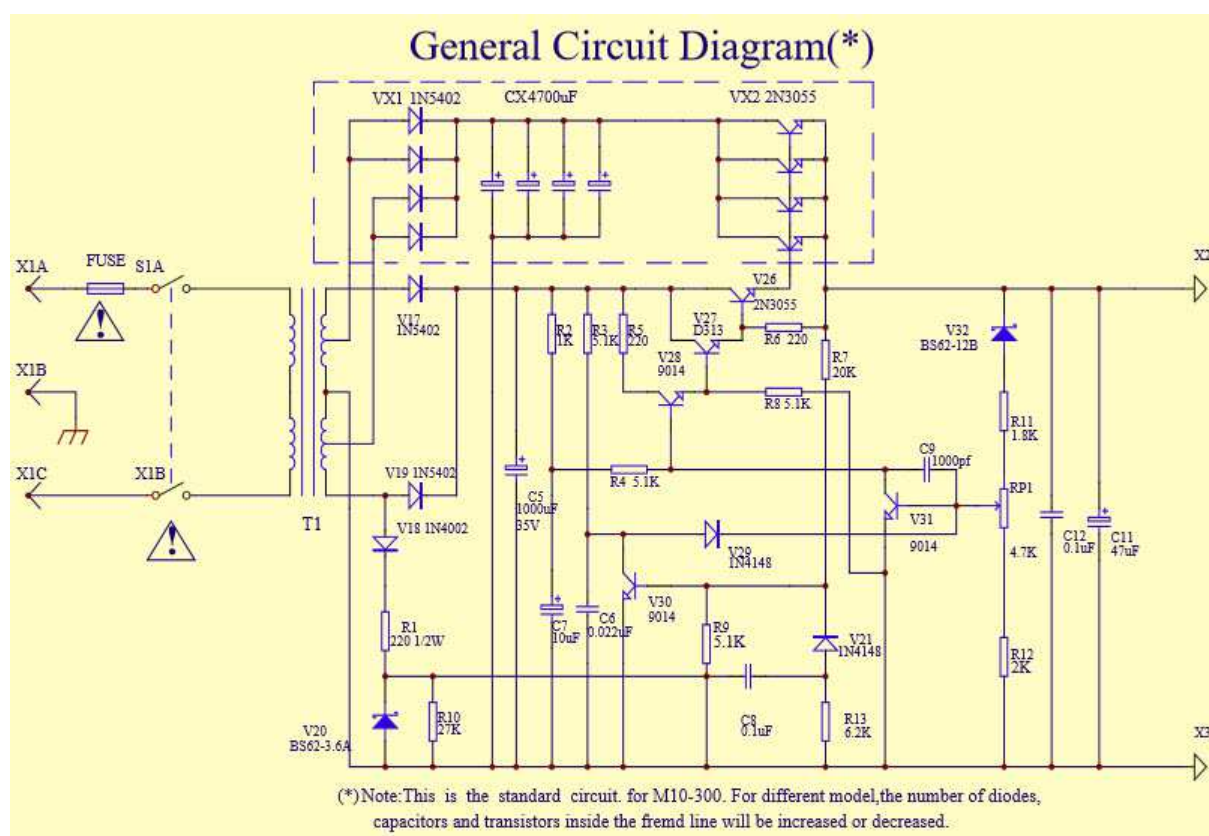 General Circuit Diagram(*)
VX1 1N5402
CX4700uF
VX2 2N3055
X1A
FUSE
S1A
X2
V17
1N5402
R2
1K
R3
5.1K
R5
220
V26
2N3055
V27
D313
V28
9014
R6 220
R7
20K
V32
BS62-12B
X1B
R8 5.1K
R11
1.8K
C9
1000pf
X1C
X1B
T1
V19 1N5402
V18 1N4002
C5
1000uF
35V
R4 5.1K
RP1
4.7K
V31
9014
V29
1N4148
C12
0.1uF
C11
47uF
R1
220 1/2W
C7
10uF
C6
0.022uF
V30
9014
R9
5.1K
V21
1N4148
R12
2K
V20
BS62-3.6A
R10
27K
C8
0.1uF
R13
6.2K
X3
(*)Note:This is the standard circuit. for M10-300. For different model,the number of diodes,
capacitors and transistors inside the fremd line will be increased or decreased.